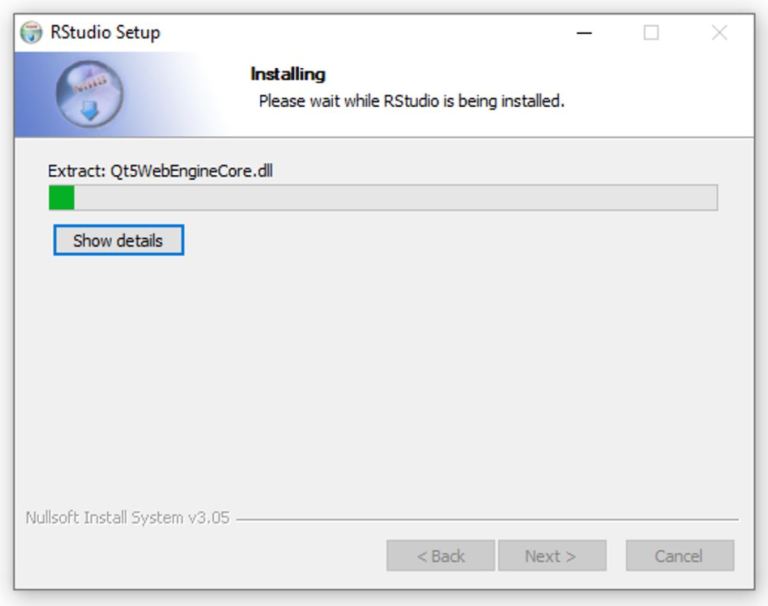 RStudio Setup
Installing
Please wait while RStudio is being installed.
Extract: Qt5WebEngineCore.dll
Show details
Nullsoft Install System v3.05
< Back
Next >
Cancel